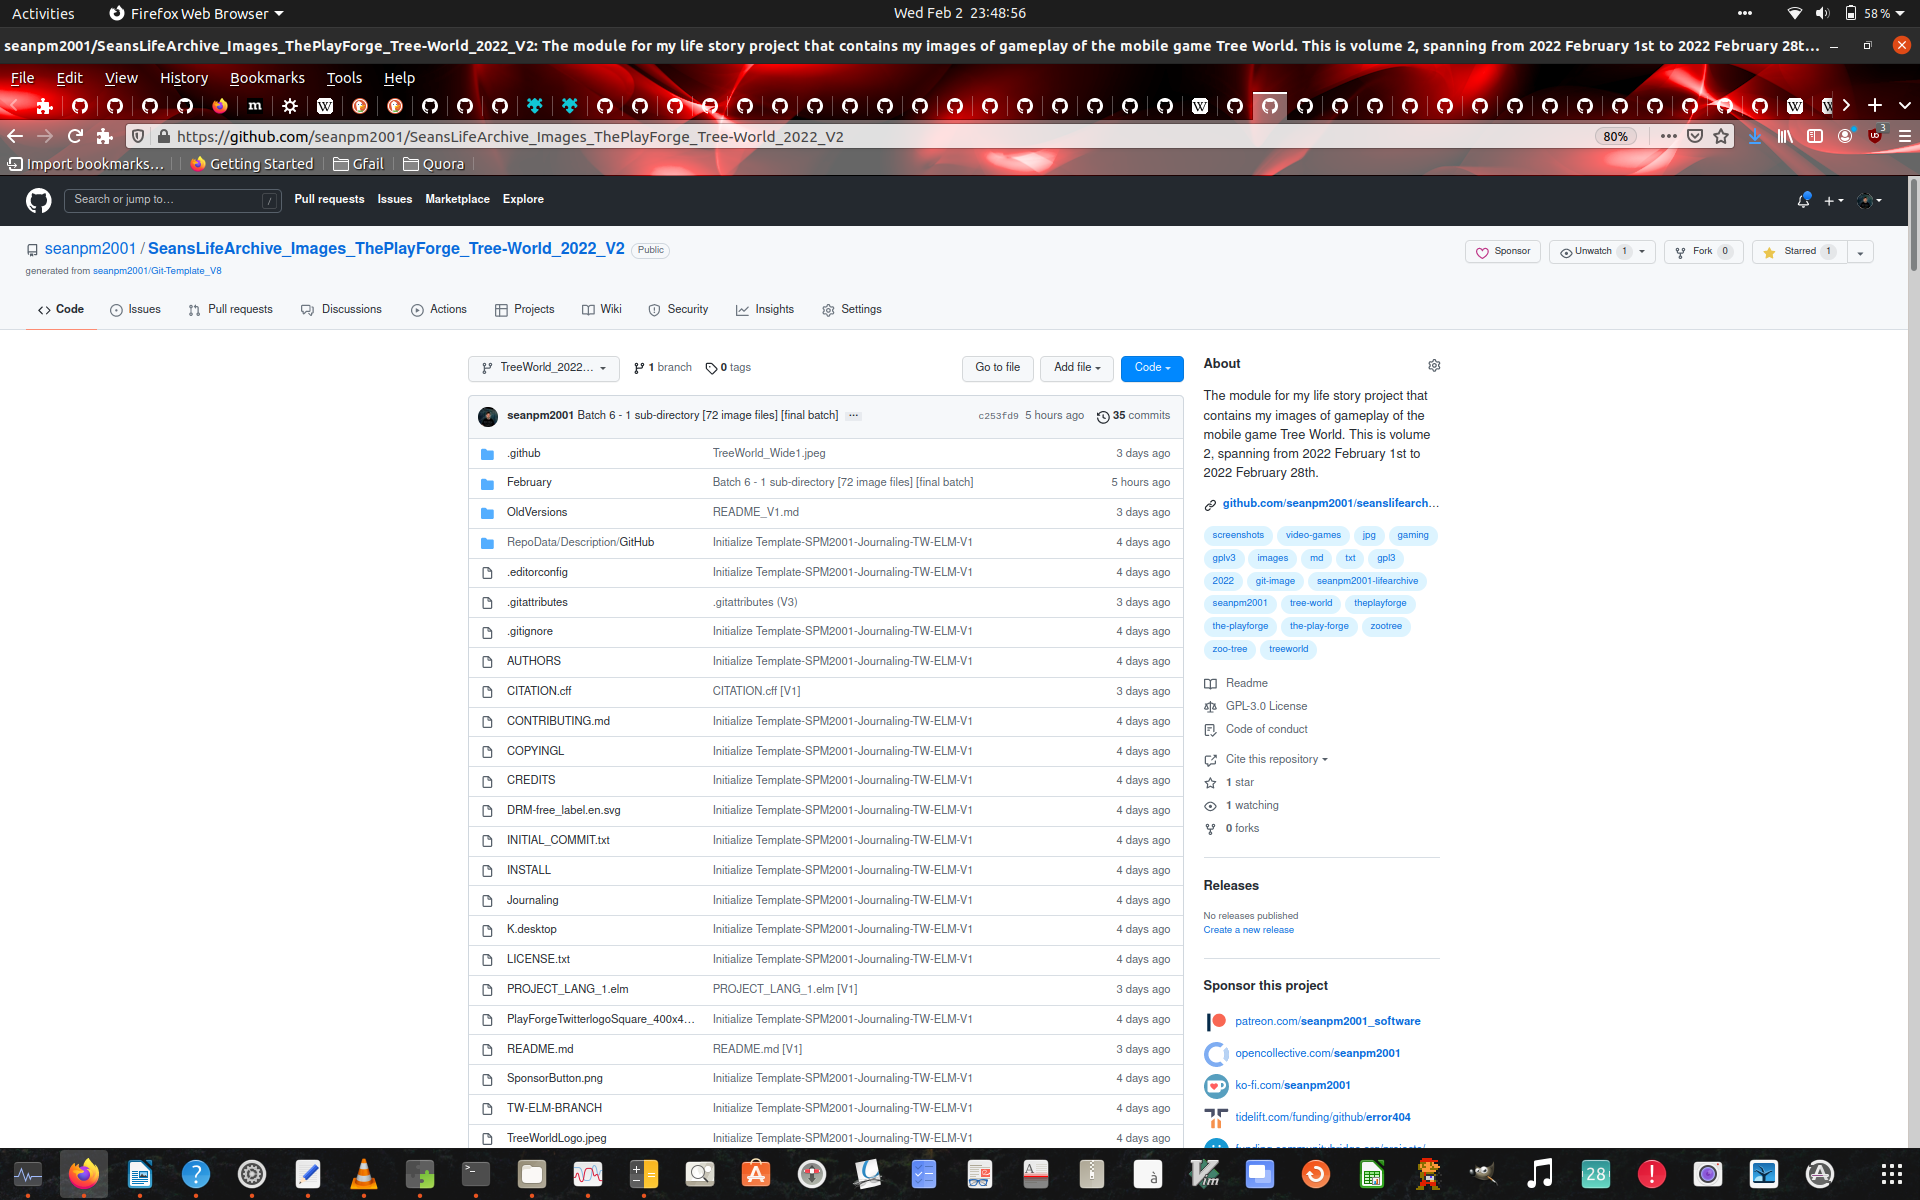 Activities Firefox Web Browser Wed Feb 2 23:48:56 58 %
seanpm2001/SeansLifeArchive_Images_ThePlayForge_Tree-World_2022_V2: The module for my life story project that contains my images of gameplay of the mobile game Tree World. This is volume 2, spanning from 2022 February 1st to 2022 February 28t…
File Edit View History Bookmarks Tools Help
https://github.com/seanpm2001/SeansLifeArchive_Images_ThePlayForge_Tree-World_2022_V2 80% 3
Import bookmarks… Getting Started Gfail Quora
Search or jump to… / Pull requests Issues Marketplace Explore
seanpm2001 / SeansLifeArchive_Images_ThePlayForge_Tree-World_2022_V2 Public Sponsor Unwatch 1 Fork 0 Starred 1
generated from seanpm2001/Git-Template_V8
Code Issues Pull requests Discussions Actions Projects Wiki Security Insights Settings
TreeWorld_2022… 1 branch 0 tags Go to file Add file Code
seanpm2001 Batch 6 - 1 sub-directory [72 image files] [final batch] … c253fd9 5 hours ago 35 commits
.github TreeWorld_Wide1.jpeg 3 days ago
February Batch 6 - 1 sub-directory [72 image files] [final batch] 5 hours ago
OldVersions README_V1.md 3 days ago
RepoData/Description/GitHub Initialize Template-SPM2001-Journaling-TW-ELM-V1 4 days ago
.editorconfig Initialize Template-SPM2001-Journaling-TW-ELM-V1 4 days ago
.gitattributes .gitattributes (V3) 3 days ago
.gitignore Initialize Template-SPM2001-Journaling-TW-ELM-V1 4 days ago
AUTHORS Initialize Template-SPM2001-Journaling-TW-ELM-V1 4 days ago
CITATION.cff CITATION.cff [V1] 3 days ago
CONTRIBUTING.md Initialize Template-SPM2001-Journaling-TW-ELM-V1 4 days ago
COPYINGL Initialize Template-SPM2001-Journaling-TW-ELM-V1 4 days ago
CREDITS Initialize Template-SPM2001-Journaling-TW-ELM-V1 4 days ago
DRM-free_label.en.svg Initialize Template-SPM2001-Journaling-TW-ELM-V1 4 days ago
INITIAL_COMMIT.txt Initialize Template-SPM2001-Journaling-TW-ELM-V1 4 days ago
INSTALL Initialize Template-SPM2001-Journaling-TW-ELM-V1 4 days ago
Journaling Initialize Template-SPM2001-Journaling-TW-ELM-V1 4 days ago
K.desktop Initialize Template-SPM2001-Journaling-TW-ELM-V1 4 days ago
LICENSE.txt Initialize Template-SPM2001-Journaling-TW-ELM-V1 4 days ago
PROJECT_LANG_1.elm PROJECT_LANG_1.elm [V1] 3 days ago
PlayForgeTwitterlogoSquare_400x4… Initialize Template-SPM2001-Journaling-TW-ELM-V1 4 days ago
README.md README.md [V1] 3 days ago
SponsorButton.png Initialize Template-SPM2001-Journaling-TW-ELM-V1 4 days ago
TW-ELM-BRANCH Initialize Template-SPM2001-Journaling-TW-ELM-V1 4 days ago
TreeWorldLogo.jpeg Initialize Template-SPM2001-Journaling-TW-ELM-V1 4 days ago
About
The module for my life story project that
contains my images of gameplay of the
mobile game Tree World. This is volume
2, spanning from 2022 February 1st to
2022 February 28th.
github.com/seanpm2001/seanslifearch…
screenshots video-games jpg gaming
gplv3 images md txt gpl3
2022 git-image seanpm2001-lifearchive
seanpm2001 tree-world theplayforge
the-playforge the-play-forge zootree
zoo-tree treeworld
Readme
GPL-3.0 License
Code of conduct
Cite this repository
1 star
1 watching
0 forks
Releases
No releases published
Create a new release
Sponsor this project
patreon.com/seanpm2001_software
opencollective.com/seanpm2001
ko-fi.com/seanpm2001
tidelift.com/funding/github/error404
28